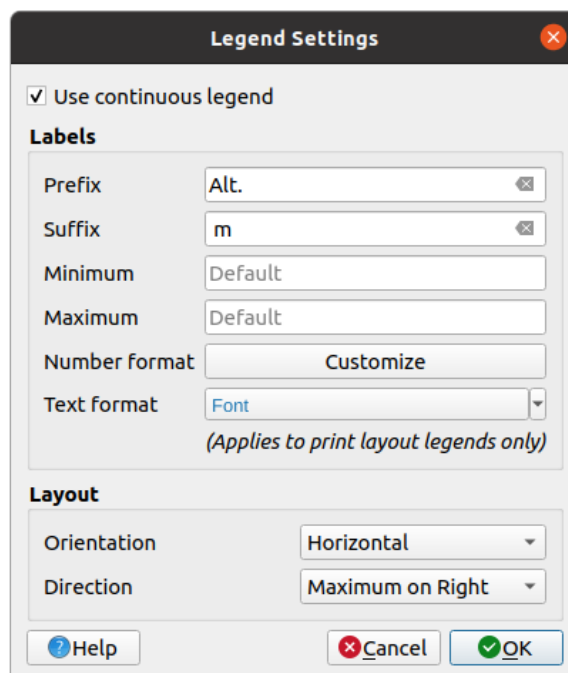 Legend Settings
Use continuous legend
Labels
Prefix Alt.
Suffix m
Minimum Default
Maximum Default
Number format Customize
Text format Font
(Applies to print layout legends only)
Layout
Orientation Horizontal
Direction Maximum on Right
Help Cancel OK